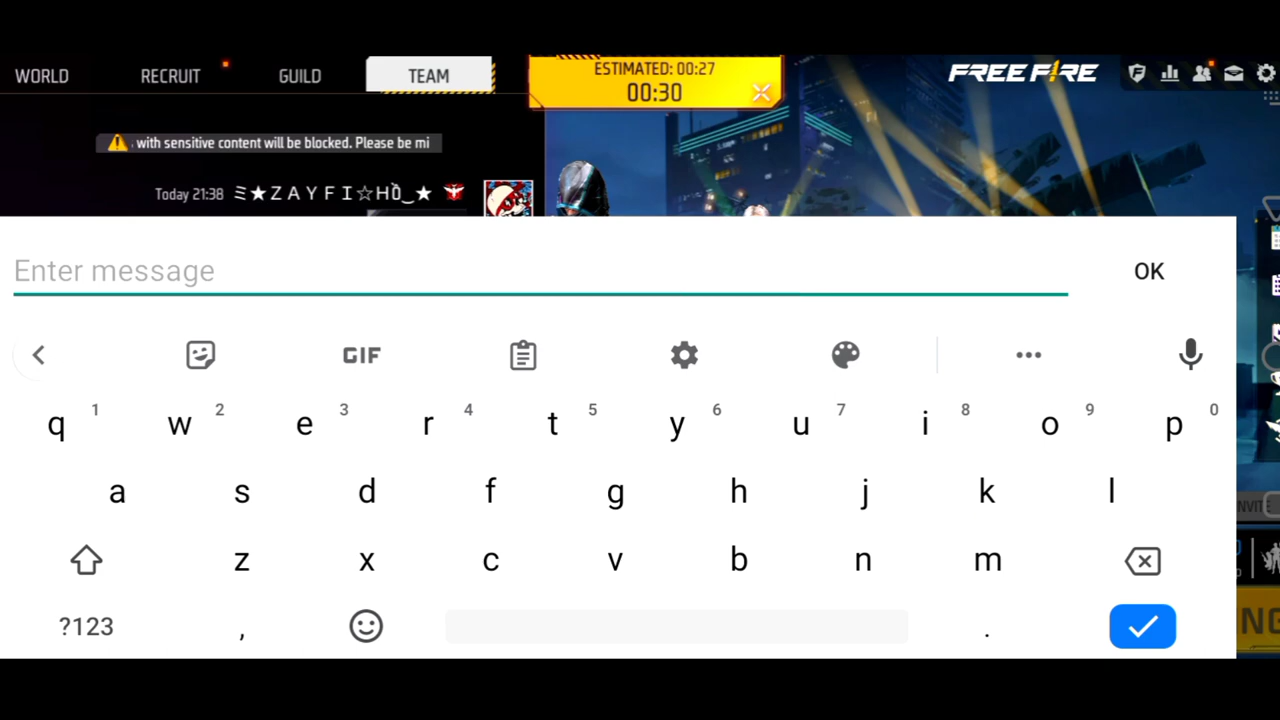 WORLD RECRUIT GUILD TEAM
ESTIMATED: 00:27
00:30
FREE FIRE
with sensitive content will be blocked. Please be mi
Today 21:38 ミ★Z A Y F I ☆HÒ‿★
Enter message OK
GIF
q 1 w 2 e 3 r 4 t 5 y 6 u 7 i 8 o 9 p 0
a s d f g h j k l
z x c v b n m
?123 , .